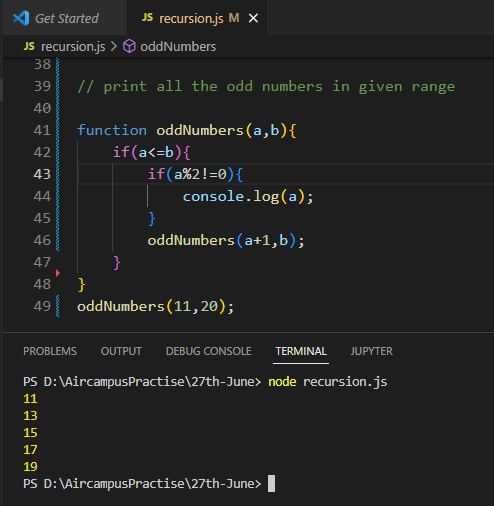 Get Started JS recursion.js M ×
JS recursion.js > oddNumbers
38
39 // print all the odd numbers in given range
40
41 function oddNumbers(a,b){
42     if(a<=b){
43         if(a%2!=0){
44             console.log(a);
45         }
46         oddNumbers(a+1,b);
47     }
48 }
49 oddNumbers(11,20);
PROBLEMS OUTPUT DEBUG CONSOLE TERMINAL JUPYTER
PS D:\AircampusPractise\27th-June> node recursion.js
11
13
15
17
19
PS D:\AircampusPractise\27th-June>